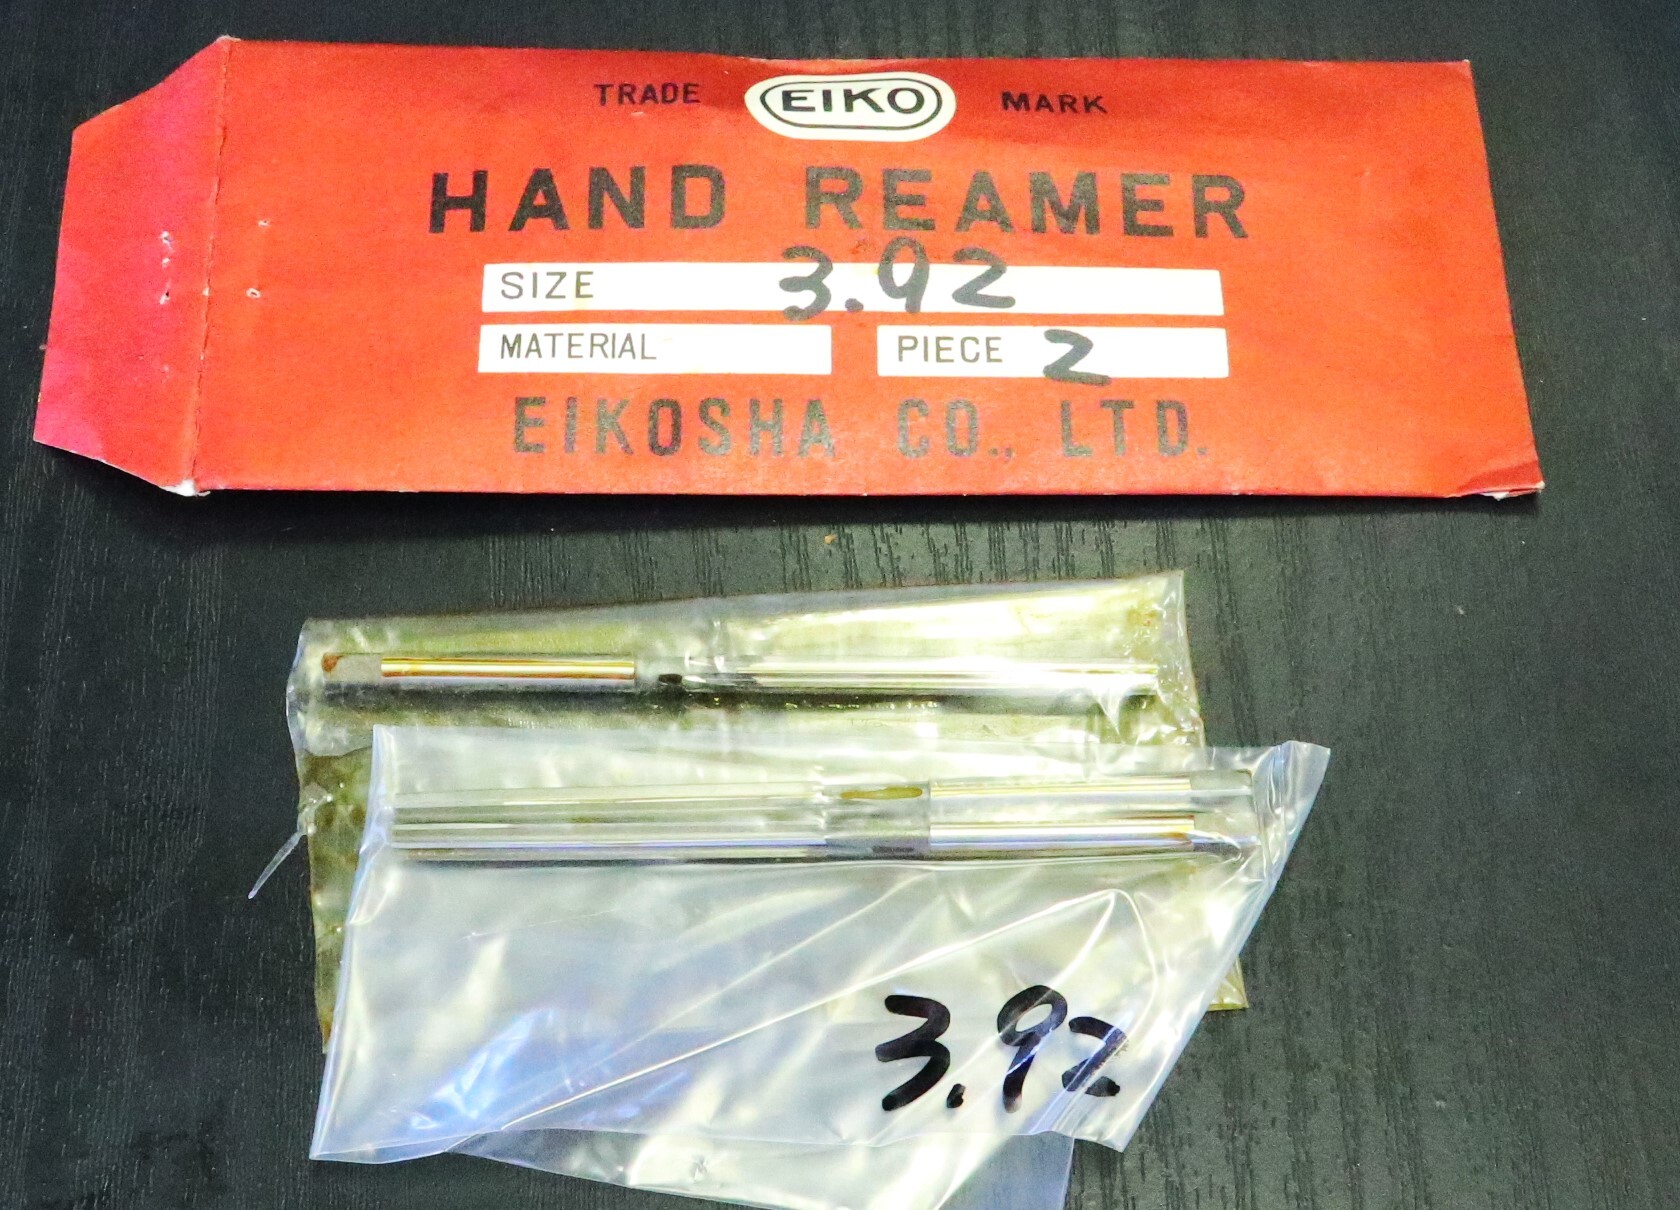 TRADE EIKO MARK
HAND REAMER
SIZE 3.92
MATERIAL PIECE 2
EIKOSHA CO., LTD.
3.92